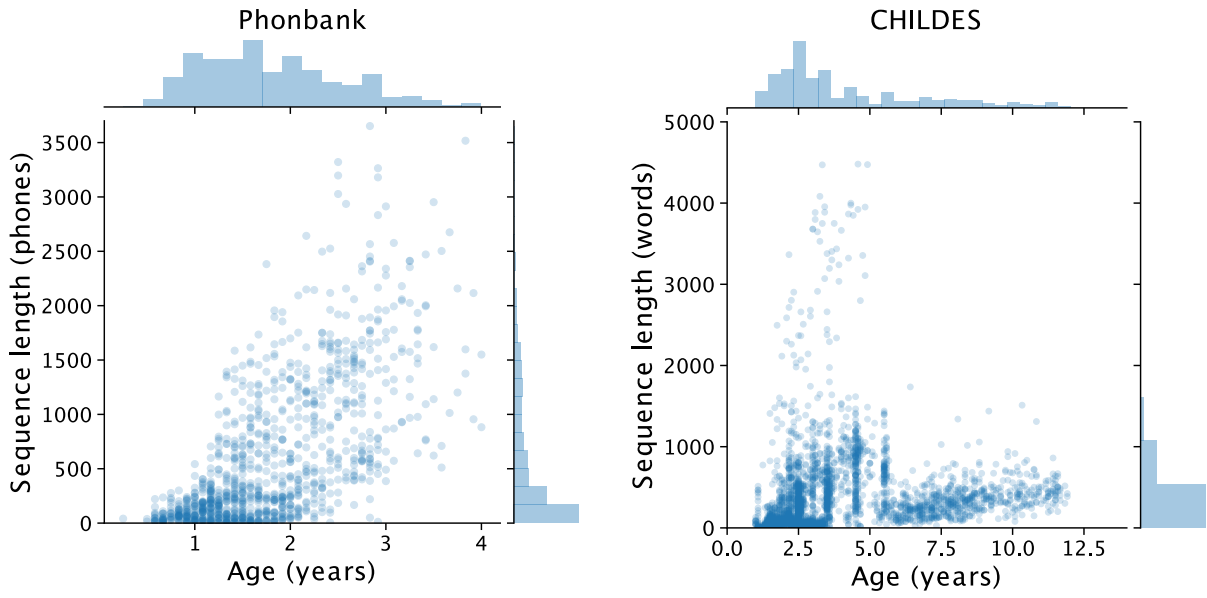 Phonbank
3500
3000
2500
2000
1500
1000
500
0
Sequence length (phones)
1 2 3 4
Age (years)
CHILDES
5000
4000
3000
2000
1000
0
Sequence length (words)
0.0 2.5 5.0 7.5 10.0 12.5
Age (years)